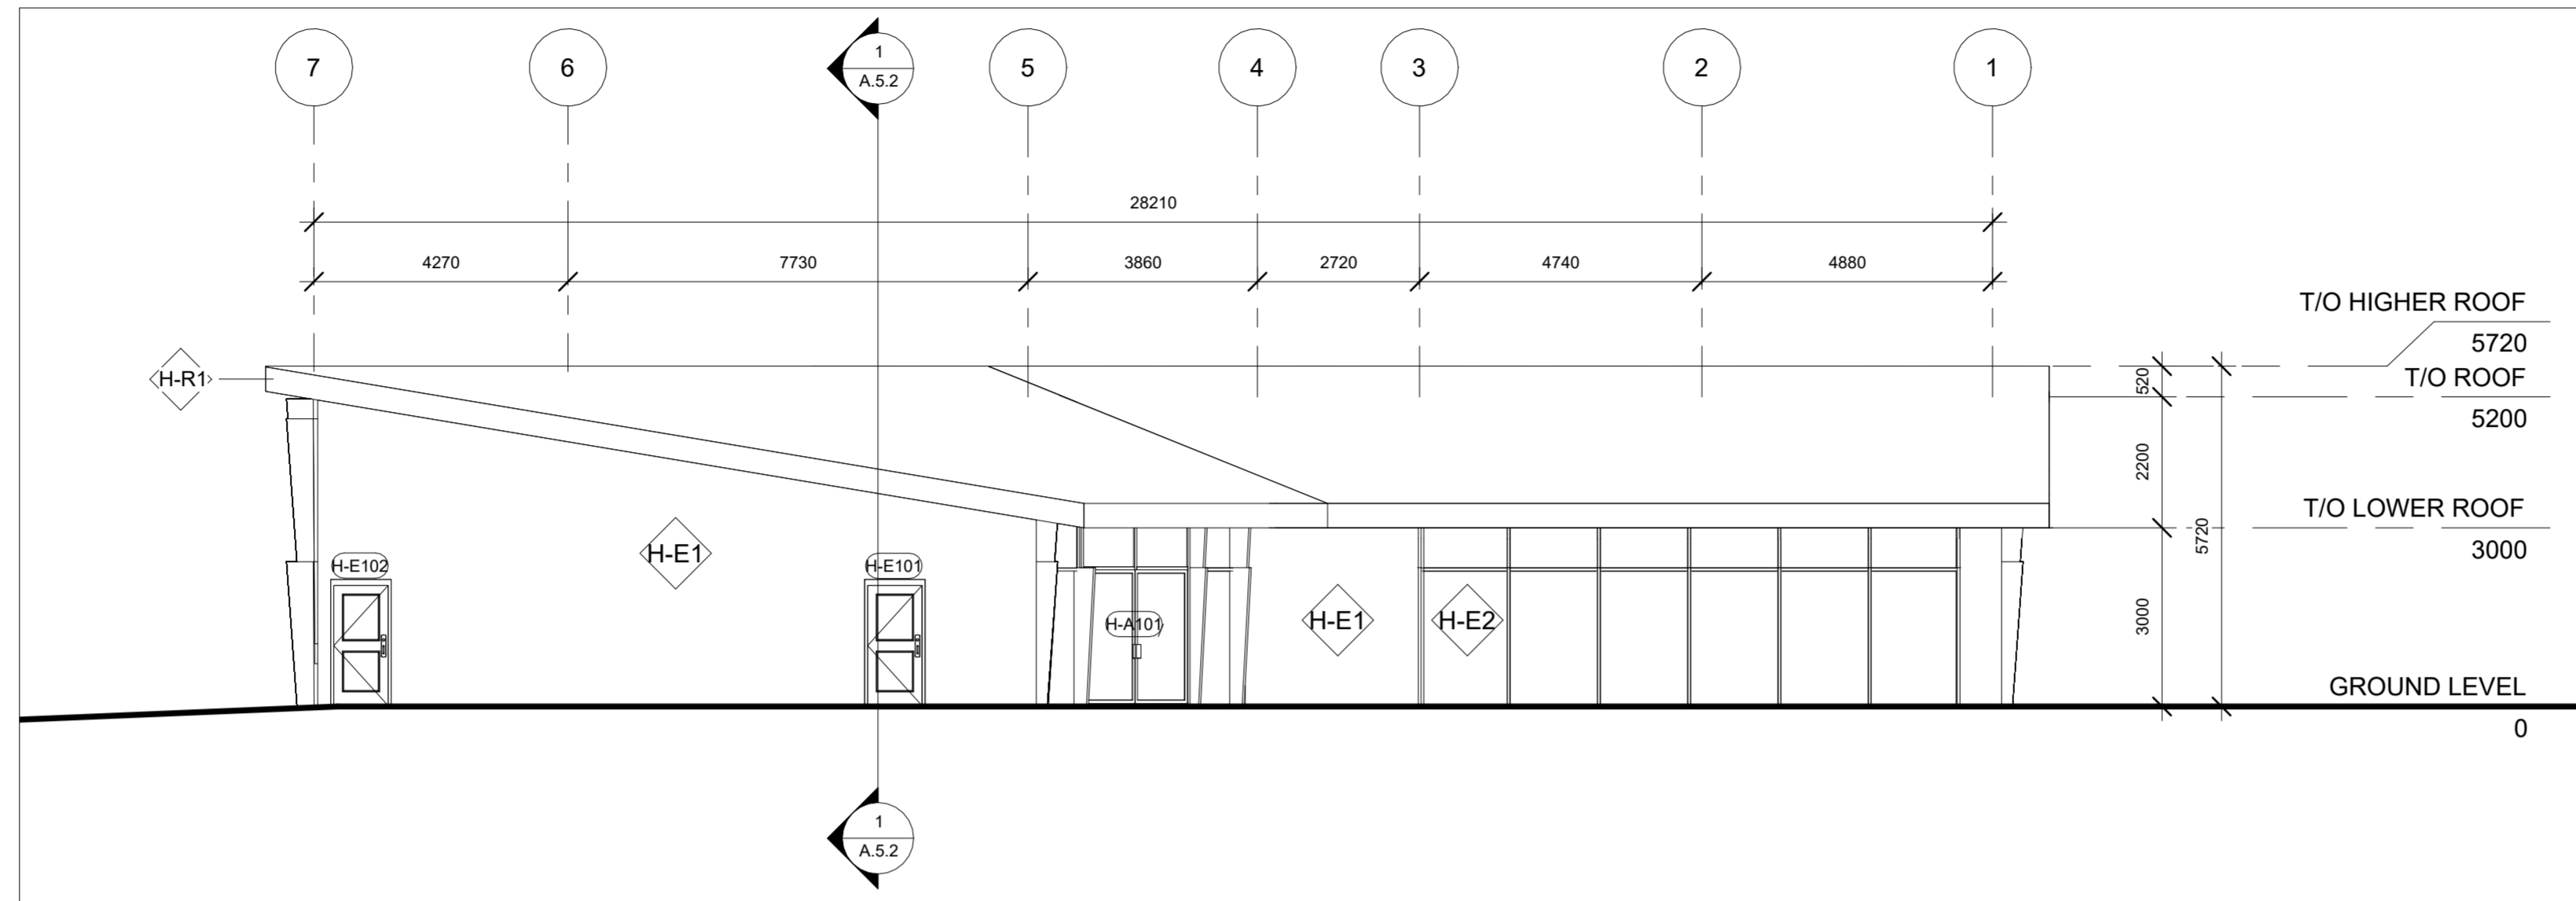 7
6
1
A.5.2
5
4
3
2
1
28210
4270
7730
3860
2720
4740
4880
T/O HIGHER ROOF
5720
T/O ROOF
5200
T/O LOWER ROOF
3000
GROUND LEVEL
0
520
2200
3000
5720
H-R1
H-E102
H-E1
H-E101
H-A101
H-E1
H-E2
1
A.5.2